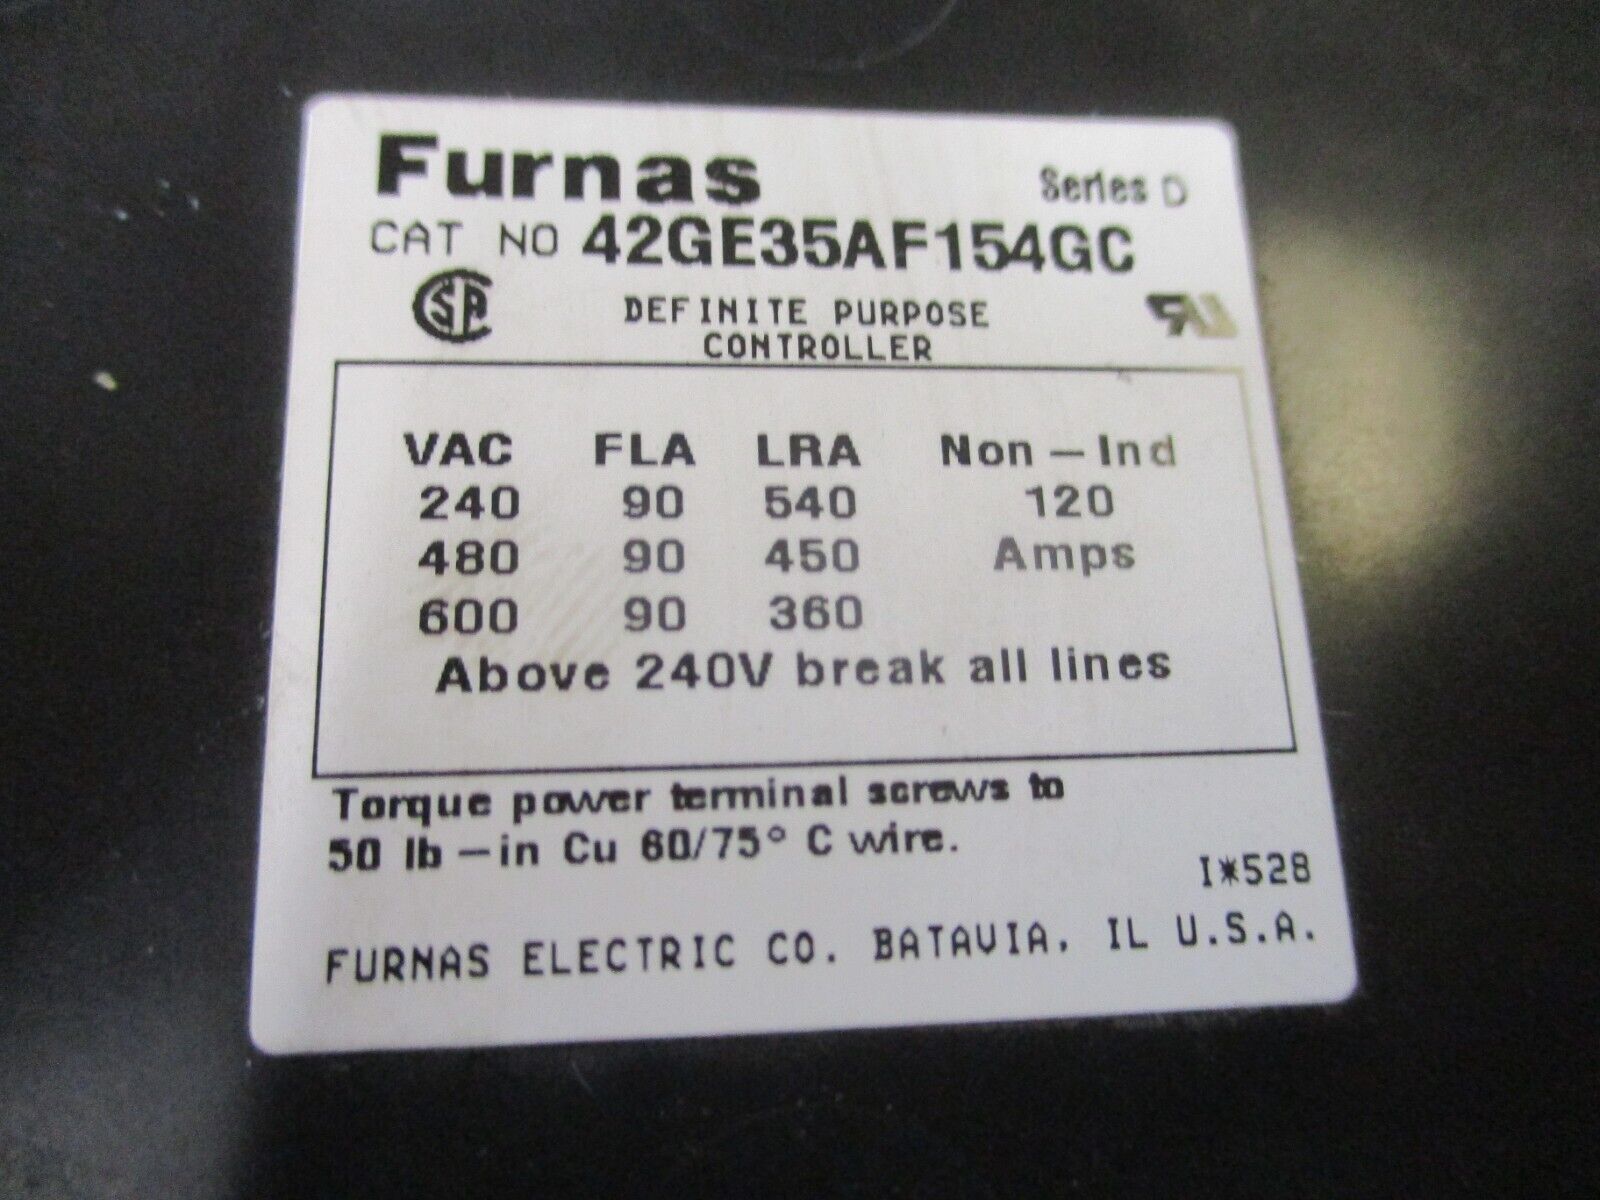 Furnas
Series D
CAT NO 42GE35AF154GC
DEFINITE PURPOSE
CONTROLLER
VAC FLA LRA Non-Ind
240 90 540 120
480 90 450 Amps
600 90 360
Above 240V break all lines
Torque power terminal screws to
50 lb-in Cu 60/75° C wire.
I*528
FURNAS ELECTRIC CO. BATAVIA, IL U.S.A.